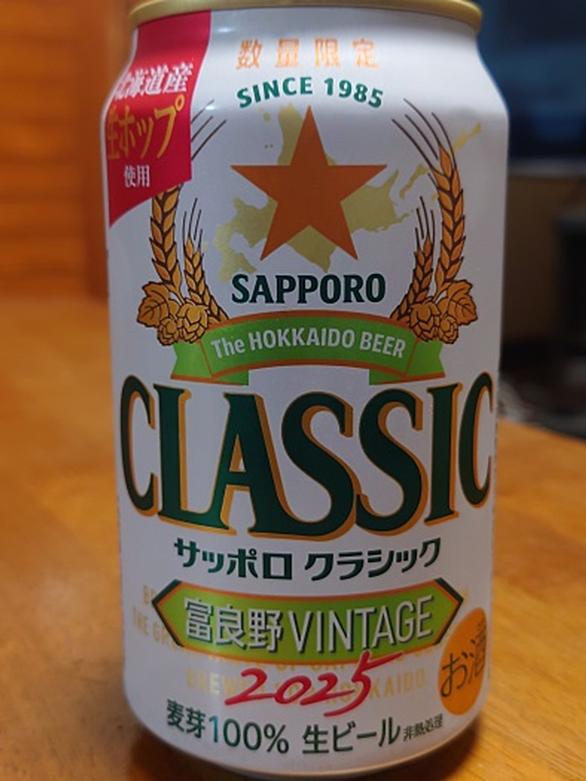 数量限定
SINCE 1985
北海道産
生ホップ
使用
SAPPORO
The HOKKAIDO BEER
CLASSIC
サッポロ クラシック
富良野VINTAGE
2025
お酒
麦芽100% 生ビール 非熱処理